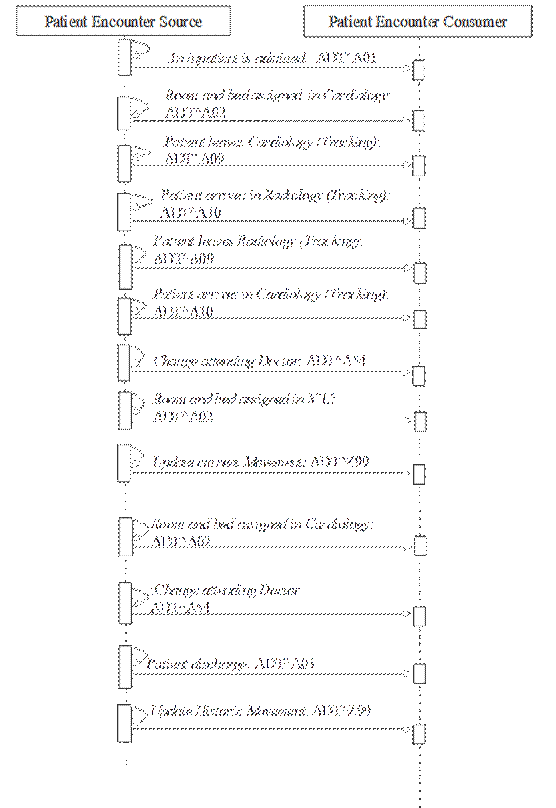 Patient Encounter Source
Patient Encounter Consumer
An inpatient is admitted: ADT^A01
Room and bed assigned in Cardiology
ADT^A02
Patient leaves Cardiology (Tracking):
ADT^A09
Patient arrives in Radiology (Tracking):
ADT^A10
Patient leaves Radiology (Tracking:
ADT^A09
Patient arrives in Cardiology (Tracking):
ADT^A10
Change attending Doctor: ADT^A54
Room and bed assigned in
ADT^A02
Update current Movement: ADT^Z99
Room and bed assigned in Cardiology:
ADT^A02
Change attending Doctor
ADT^A54
Patient discharge: ADT^A03
Update Historic Movement: ADT^Z99